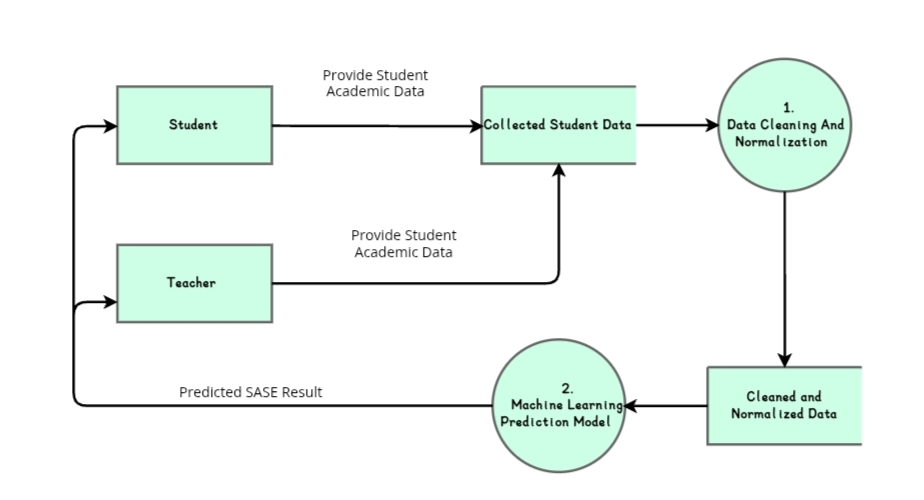 Provide Student
Academic Data
Student
Collected Student Data
1.
Data Cleaning And
Normalization
Provide Student
Academic Data
Teacher
Predicted SASE Result
2.
Machine Learning
Prediction Model
Cleaned and
Normalized Data